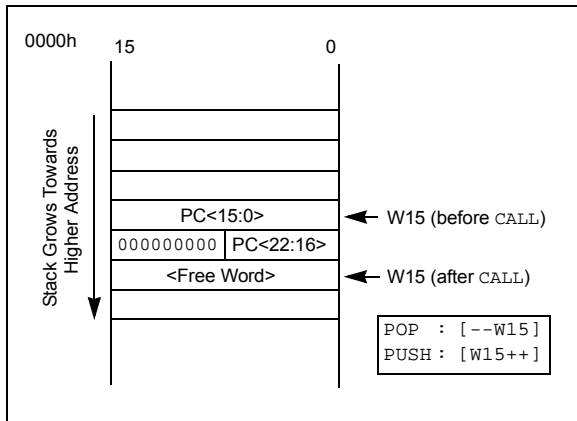 0000h
15 0
Stack Grows Towards
Higher Address
PC<15:0>
W15 (before CALL)
000000000 PC<22:16>
<Free Word>
W15 (after CALL)
POP : [--W15]
PUSH : [W15++]